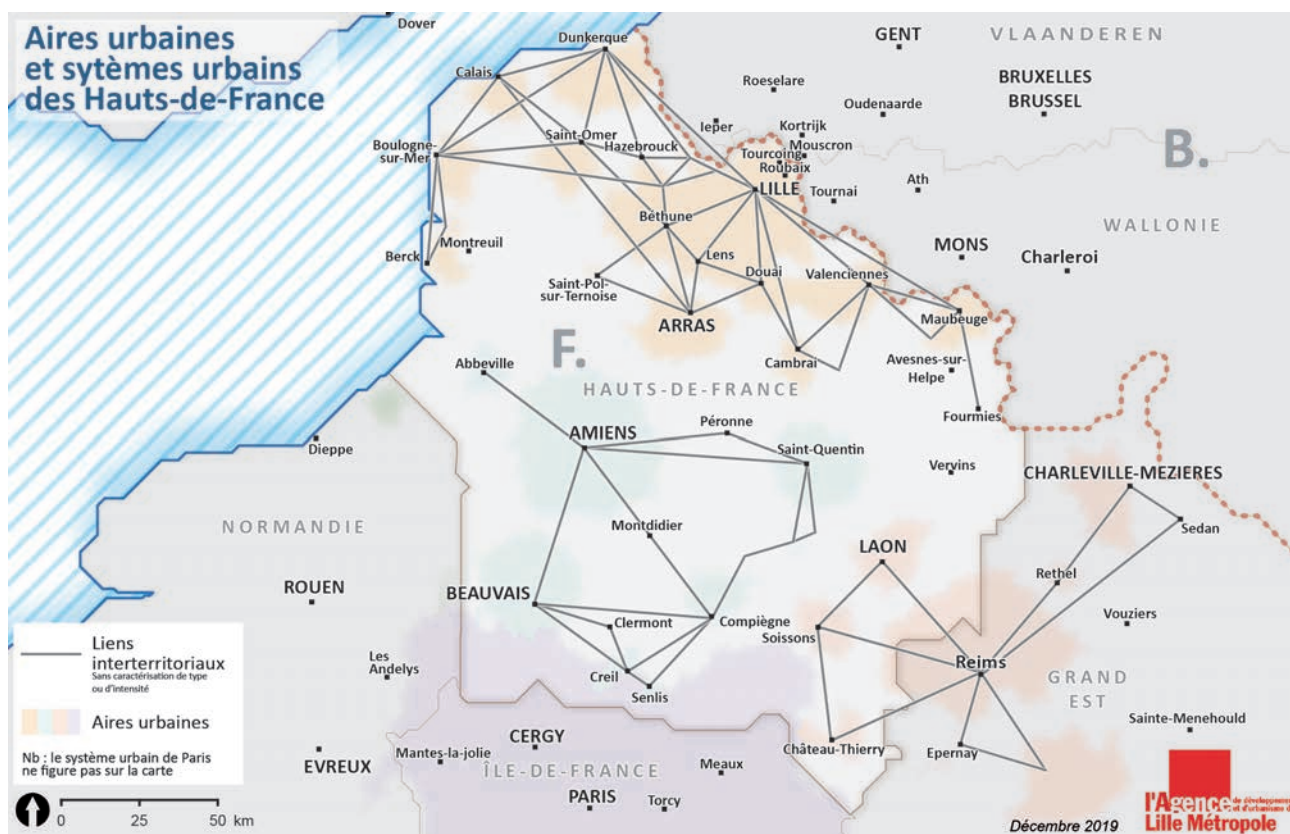 Aires urbaines
et sytèmes urbains
des Hauts-de-France
Dover
Dunkerque
Calais
GENT
VLAANDEREN
Roeselare
BRUXELLES
BRUSSEL
Oudenaarde
Ieper
Kortrijk
Mouscron
Saint-Omer
Hazebrouck
Tourcoing
Roubaix
B.
Boulogne-
sur-Mer
LILLE
Tournai
Ath
Béthune
WALLONIE
Montreuil
Berck
Lens
Douai
Valenciennes
MONS
Charleroi
Saint-Pol-
sur-Ternoise
ARRAS
Maubeuge
F.
Cambrai
Abbeville
Avesnes-sur-
Helpe
HAUTS-DE-FRANCE
Fourmies
Péronne
AMIENS
Dieppe
Saint-Quentin
Vervins
CHARLEVILLE-MEZIERES
NORMANDIE
Montdidier
Sedan
LAON
Rethel
ROUEN
BEAUVAIS
Clermont
Compiègne
Vouziers
Soissons
Reims
Creil
Senlis
GRAND
EST
Les
Andelys
Sainte-Menehould
CERGY
Château-Thierry
Epernay
Mantes-la-jolie
EVREUX
ÎLE-DE-FRANCE
Meaux
PARIS
Torcy
Liens
interterritoriaux
Sans caractérisation de type
ou d'intensité
Aires urbaines
Nb : le système urbain de Paris
ne figure pas sur la carte
0 25 50 km
Décembre 2019
l'Agence de développement
et d'urbanisme de
Lille Métropole